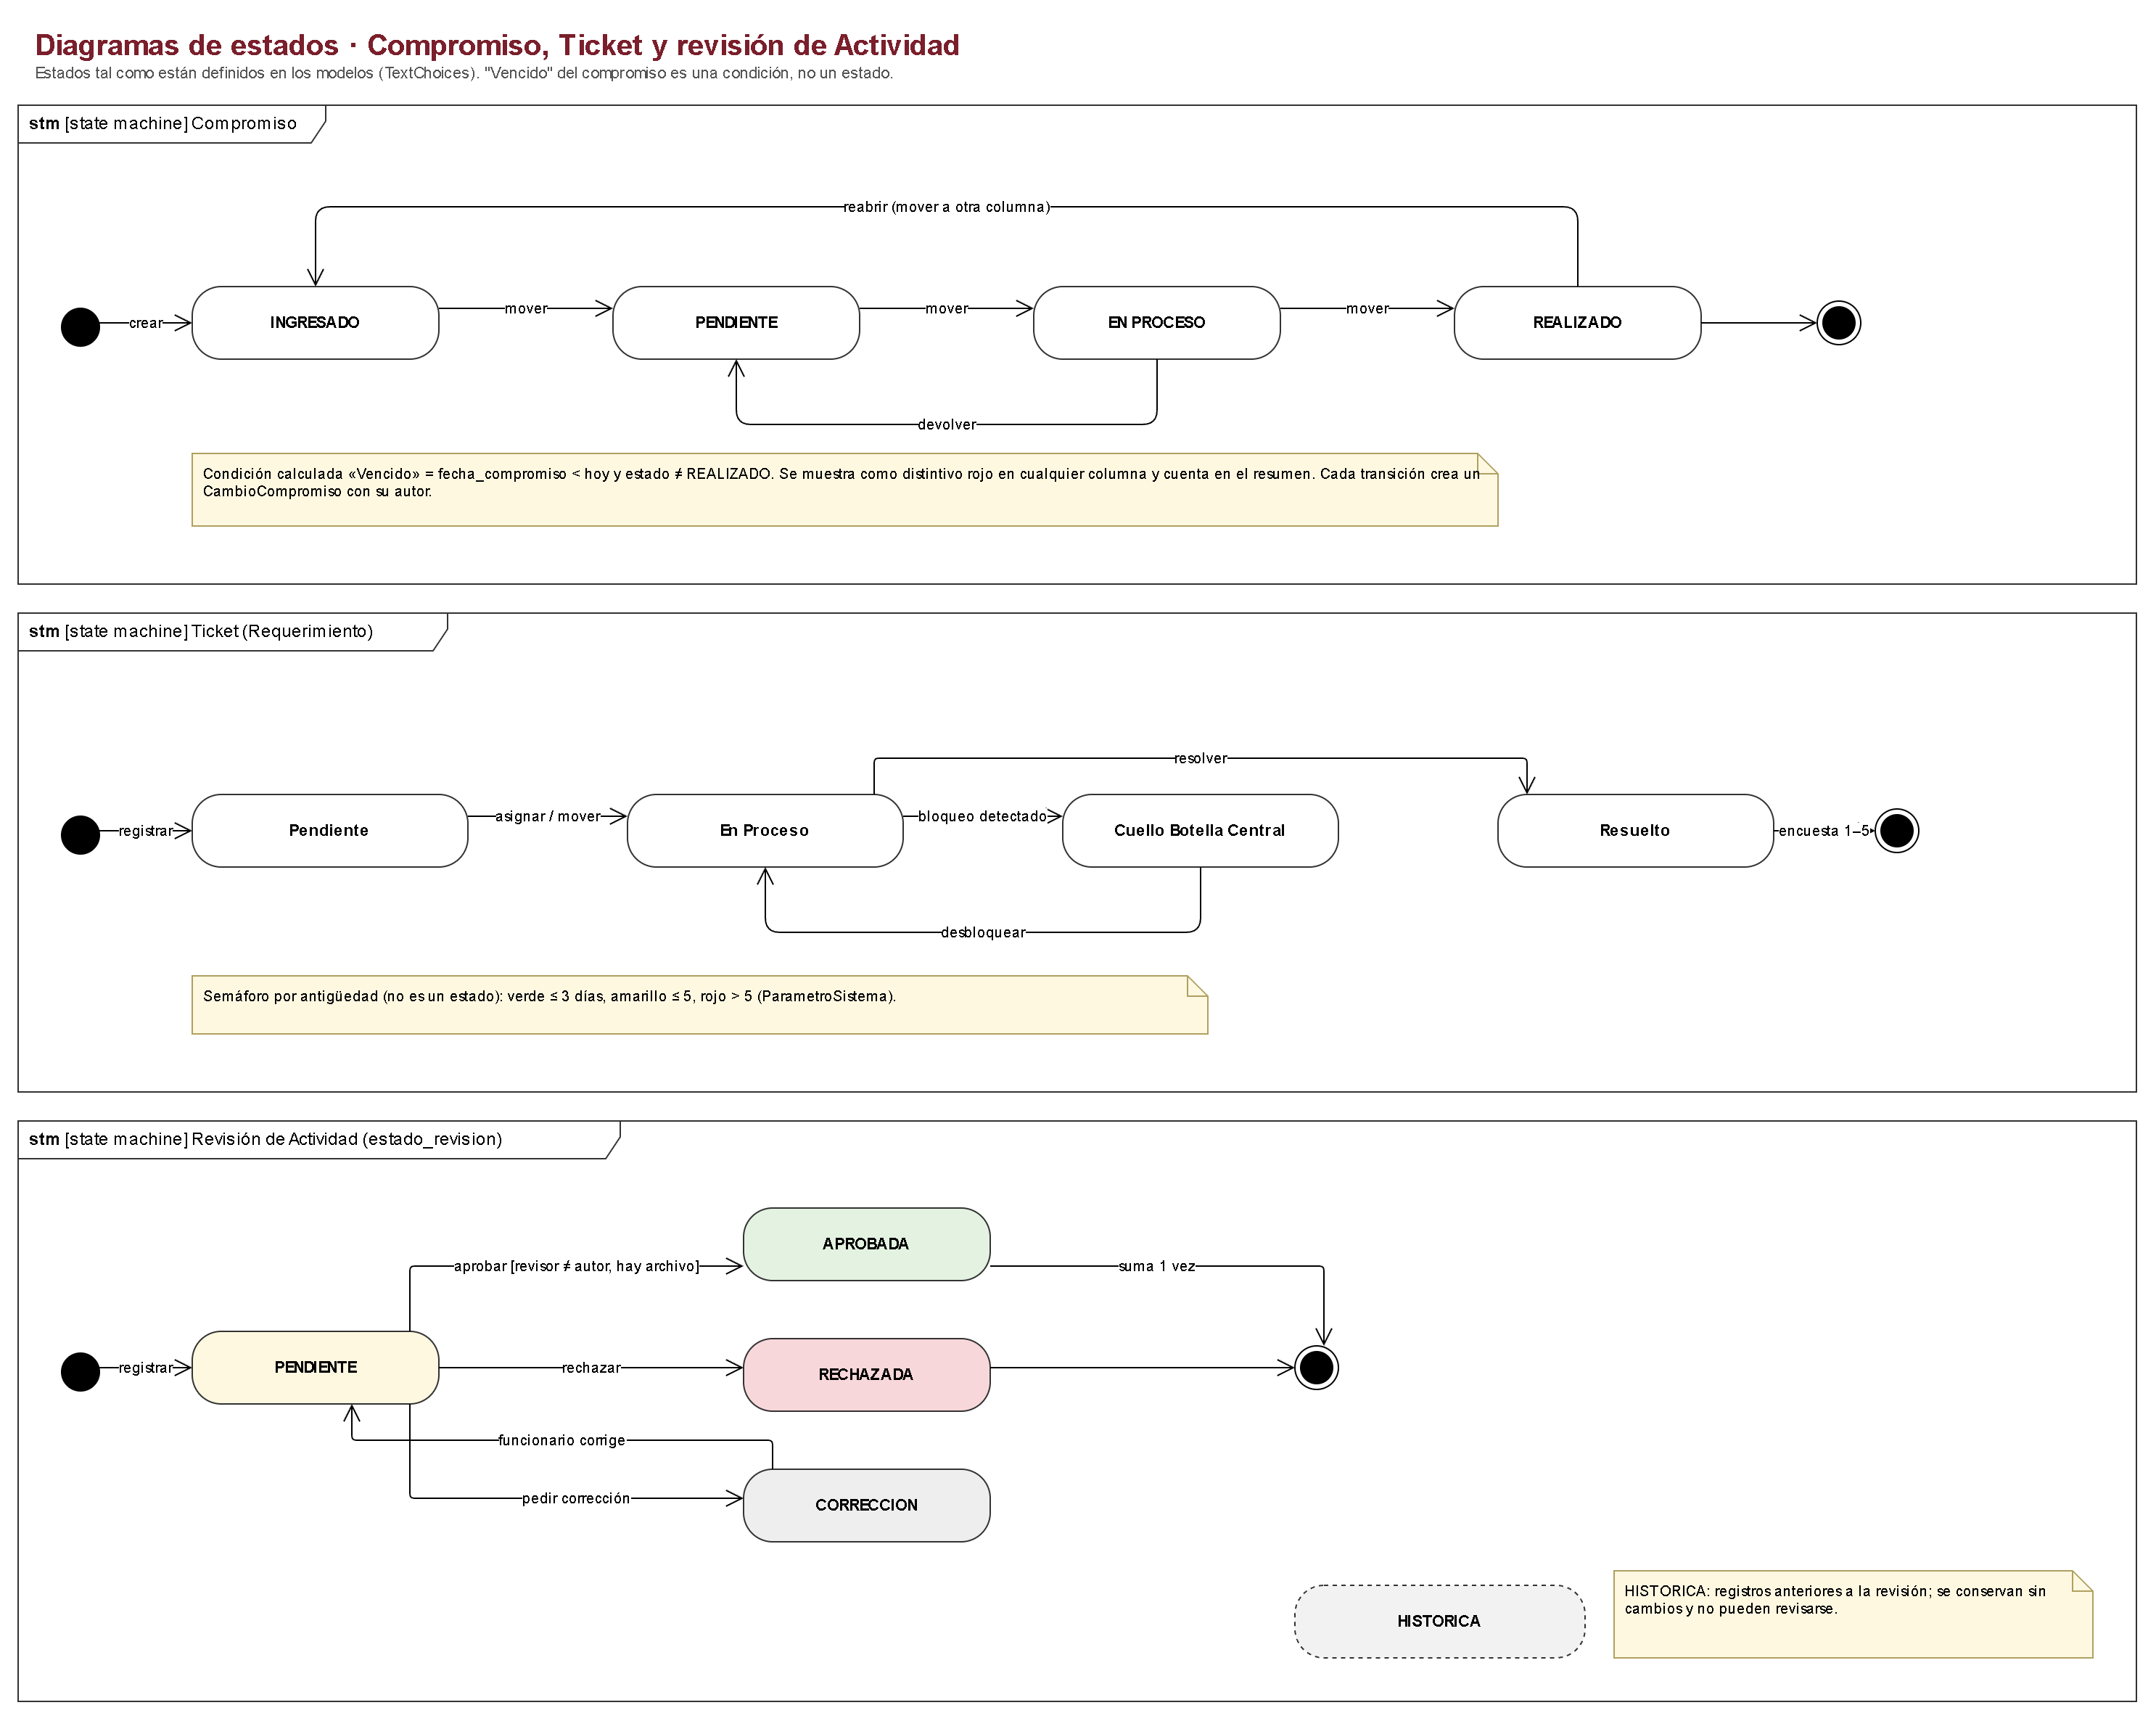 Diagramas de estados · Compromiso, Ticket y revisión de Actividad
Estados tal como están definidos en los modelos (TextChoices). "Vencido" del compromiso es una condición, no un estado.
stm [state machine] Compromiso
reabrir (mover a otra columna)
crear
INGRESADO
mover
PENDIENTE
mover
EN PROCESO
mover
REALIZADO
devolver
Condición calculada «Vencido» = fecha_compromiso < hoy y estado ≠ REALIZADO. Se muestra como distintivo rojo en cualquier columna y cuenta en el resumen. Cada transición crea un
CambioCompromiso con su autor.
stm [state machine] Ticket (Requerimiento)
resolver
registrar
Pendiente
asignar / mover
En Proceso
bloqueo detectado
Cuello Botella Central
Resuelto
encuesta 1–5
desbloquear
Semáforo por antigüedad (no es un estado): verde ≤ 3 días, amarillo ≤ 5, rojo > 5 (ParametroSistema).
stm [state machine] Revisión de Actividad (estado_revision)
APROBADA
aprobar [revisor ≠ autor, hay archivo]
suma 1 vez
registrar
PENDIENTE
rechazar
RECHAZADA
funcionario corrige
pedir corrección
CORRECCION
HISTORICA
HISTORICA: registros anteriores a la revisión; se conservan sin
cambios y no pueden revisarse.